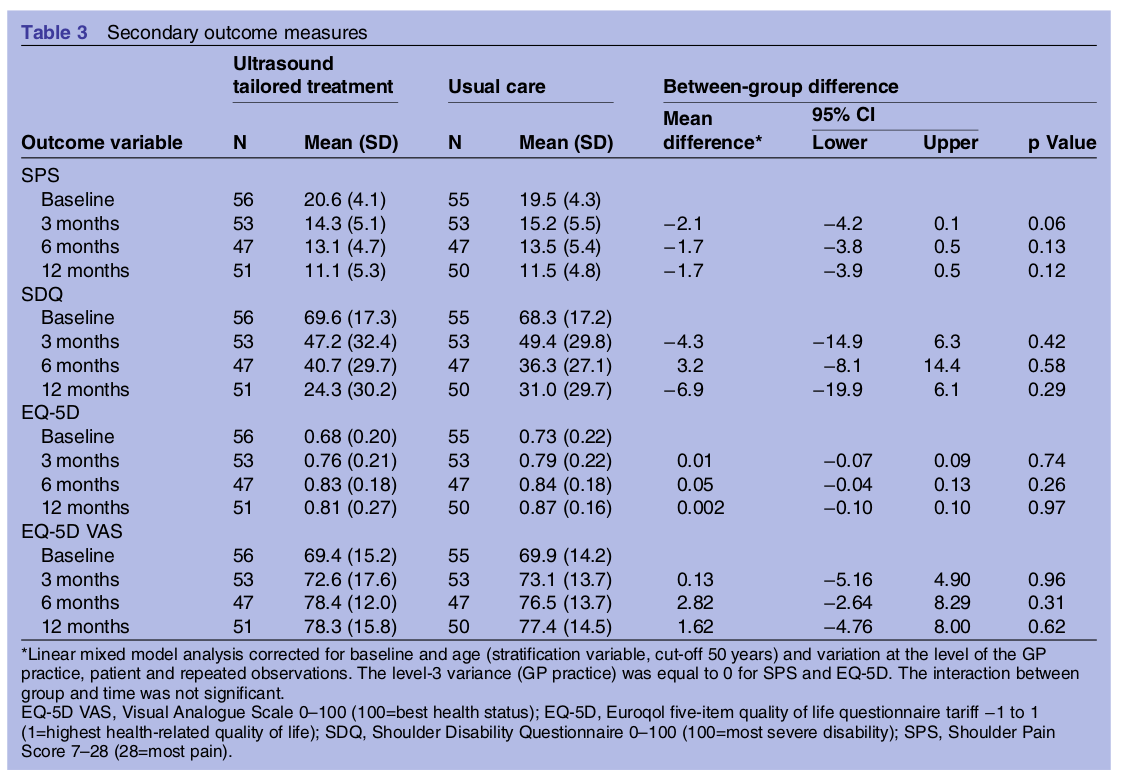 Table 3 Secondary outcome measures
Ultrasound
tailored treatment Usual care Between-group difference
Mean 95% CI
Outcome variable N Mean (SD) N Mean (SD) difference* Lower Upper p Value
SPS
Baseline 56 20.6 (4.1) 55 19.5 (4.3)
3 months 53 14.3 (5.1) 53 15.2 (5.5) −2.1 −4.2 0.1 0.06
6 months 47 13.1 (4.7) 47 13.5 (5.4) −1.7 −3.8 0.5 0.13
12 months 51 11.1 (5.3) 50 11.5 (4.8) −1.7 −3.9 0.5 0.12
SDQ
Baseline 56 69.6 (17.3) 55 68.3 (17.2)
3 months 53 47.2 (32.4) 53 49.4 (29.8) −4.3 −14.9 6.3 0.42
6 months 47 40.7 (29.7) 47 36.3 (27.1) 3.2 −8.1 14.4 0.58
12 months 51 24.3 (30.2) 50 31.0 (29.7) −6.9 −19.9 6.1 0.29
EQ-5D
Baseline 56 0.68 (0.20) 55 0.73 (0.22)
3 months 53 0.76 (0.21) 53 0.79 (0.22) 0.01 −0.07 0.09 0.74
6 months 47 0.83 (0.18) 47 0.84 (0.18) 0.05 −0.04 0.13 0.26
12 months 51 0.81 (0.27) 50 0.87 (0.16) 0.002 −0.10 0.10 0.97
EQ-5D VAS
Baseline 56 69.4 (15.2) 55 69.9 (14.2)
3 months 53 72.6 (17.6) 53 73.1 (13.7) 0.13 −5.16 4.90 0.96
6 months 47 78.4 (12.0) 47 76.5 (13.7) 2.82 −2.64 8.29 0.31
12 months 51 78.3 (15.8) 50 77.4 (14.5) 1.62 −4.76 8.00 0.62
*Linear mixed model analysis corrected for baseline and age (stratification variable, cut-off 50 years) and variation at the level of the GP
practice, patient and repeated observations. The level-3 variance (GP practice) was equal to 0 for SPS and EQ-5D. The interaction between
group and time was not significant.
EQ-5D VAS, Visual Analogue Scale 0–100 (100=best health status); EQ-5D, Euroqol five-item quality of life questionnaire tariff −1 to 1
(1=highest health-related quality of life); SDQ, Shoulder Disability Questionnaire 0–100 (100=most severe disability); SPS, Shoulder Pain
Score 7–28 (28=most pain).